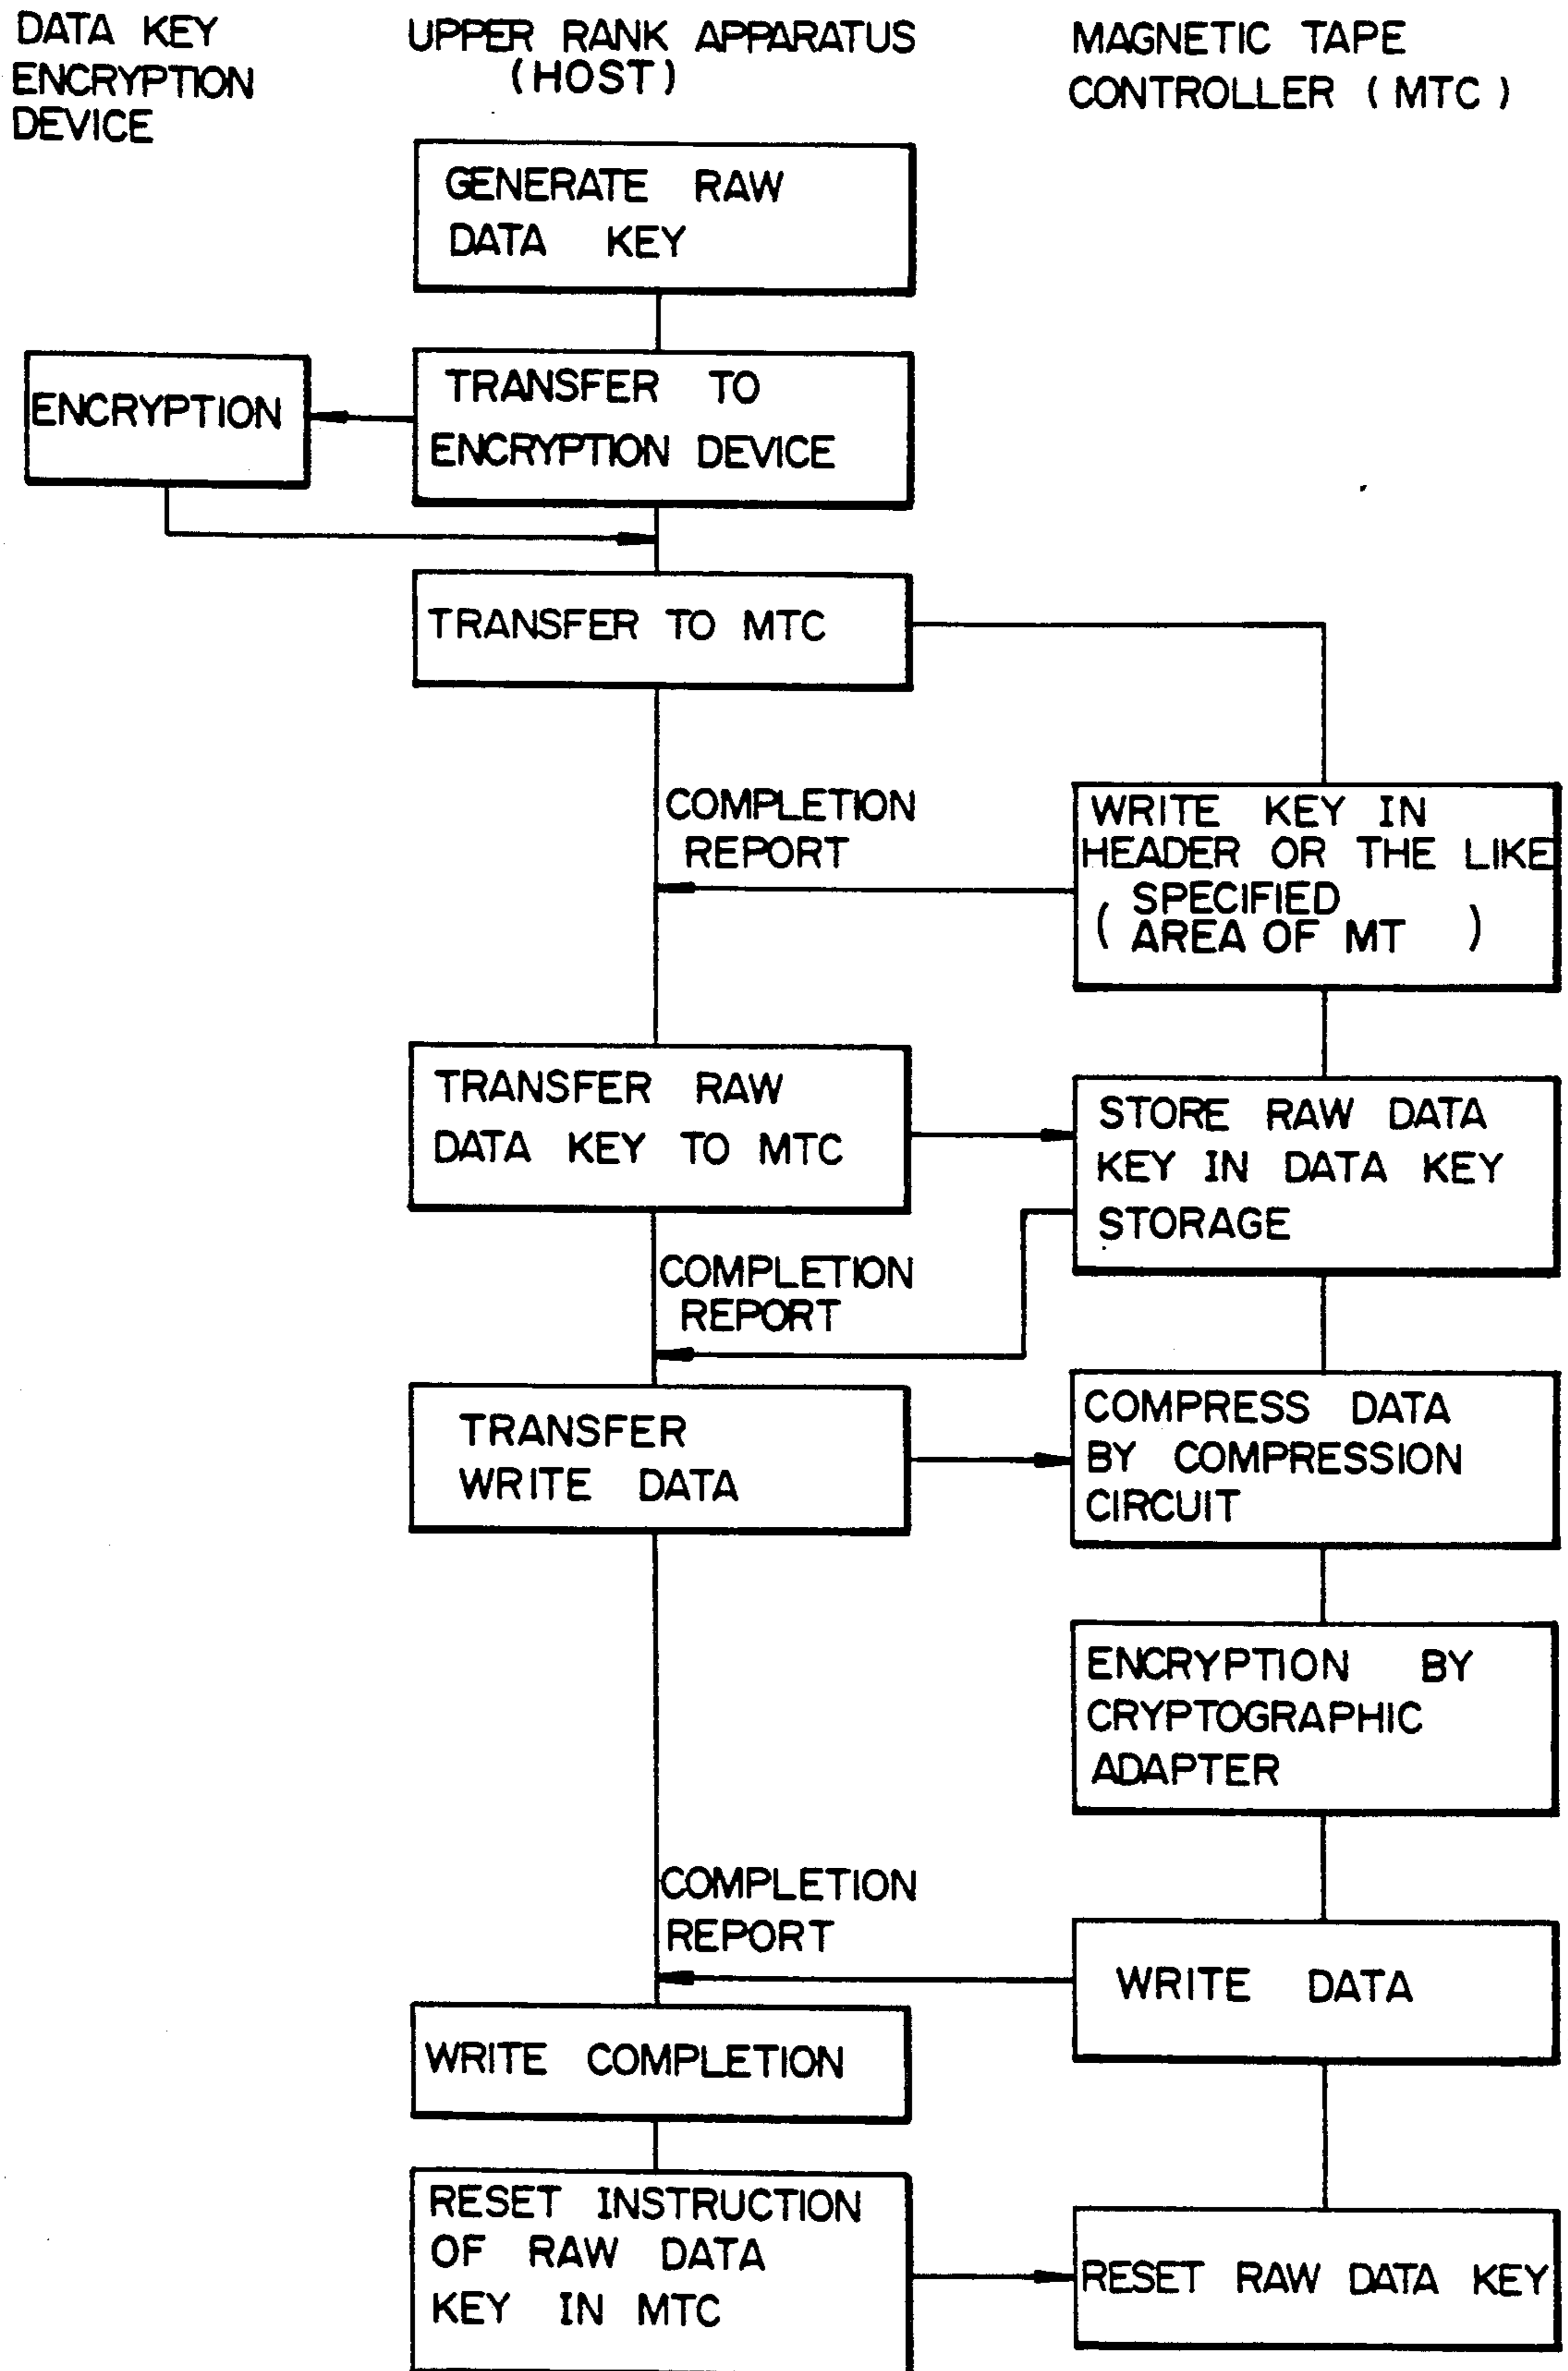 DATA KEY
ENCRYPTION
DEVICE
UPPER RANK APPARATUS
(HOST)
MAGNETIC TAPE
CONTROLLER (MTC)
GENERATE RAW
DATA KEY
ENCRYPTION
TRANSFER TO
ENCRYPTION DEVICE
TRANSFER TO MTC
COMPLETION
REPORT
WRITE KEY IN
HEADER OR THE LIKE
( SPECIFIED
AREA OF MT )
TRANSFER RAW
DATA KEY TO MTC
STORE RAW DATA
KEY IN DATA KEY
STORAGE
COMPLETION
REPORT
TRANSFER
WRITE DATA
COMPRESS DATA
BY COMPRESSION
CIRCUIT
ENCRYPTION BY
CRYPTOGRAPHIC
ADAPTER
COMPLETION
REPORT
WRITE DATA
WRITE COMPLETION
RESET INSTRUCTION
OF RAW DATA
KEY IN MTC
RESET RAW DATA KEY